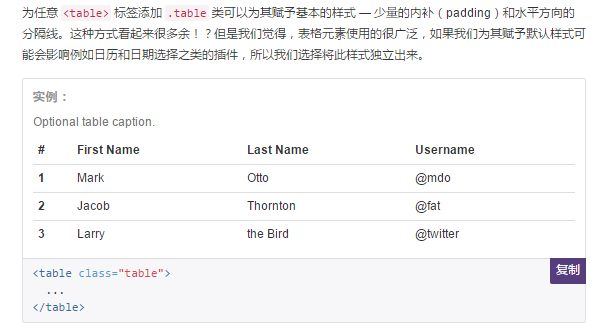 为任意 <table> 标签添加 .table 类可以为其赋予基本的样式 — 少量的内补（padding）和水平方向的
分隔线。这种方式看起来很多余！？但是我们觉得，表格元素使用的很广泛，如果我们为其赋予默认样式可
能会影响例如日历和日期选择之类的插件，所以我们选择将此样式独立出来。
实例：
Optional table caption.
# First Name Last Name Username
1 Mark Otto @mdo
2 Jacob Thornton @fat
3 Larry the Bird @twitter
复制
<table class="table">
...
</table>